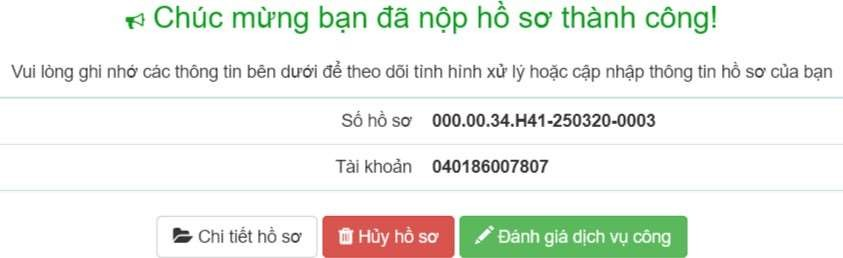 Chúc mừng bạn đã nộp hồ sơ thành công!
Vui lòng ghi nhớ các thông tin bên dưới để theo dõi tình hình xử lý hoặc cập nhập thông tin hồ sơ của bạn
Số hồ sơ 000.00.34.H41-250320-0003
Tài khoản 040186007807
Chi tiết hồ sơ Hủy hồ sơ Đánh giá dịch vụ công